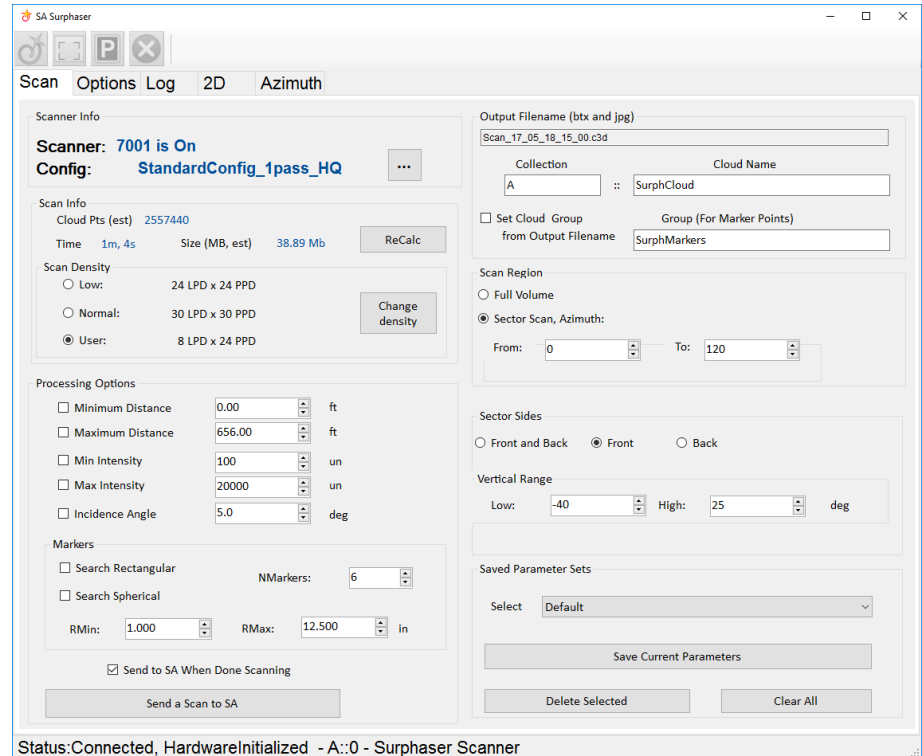 SA Surphaser
P
Scan Options Log 2D Azimuth
Scanner Info
Scanner: 7001 is On
Config: StandardConfig_1pass_HQ ...
Scan Info
Cloud Pts (est) 2557440
Time 1m, 4s Size (MB, est) 38.89 Mb ReCalc
Scan Density
Low: 24 LPD x 24 PPD
Normal: 30 LPD x 30 PPD
Change density
User: 8 LPD x 24 PPD
Processing Options
Minimum Distance 0.00 ft
Maximum Distance 656.00 ft
Min Intensity 100 un
Max Intensity 20000 un
Incidence Angle 5.0 deg
Markers
Search Rectangular
NMarkers: 6
Search Spherical
RMin: 1.000 RMax: 12.500 in
Send to SA When Done Scanning
Send a Scan to SA
Output Filename (btx and jpg)
Scan_17_05_18_15_00.c3d
Collection Cloud Name
A :: SurphCloud
Set Cloud Group Group (For Marker Points)
from Output Filename SurphMarkers
Scan Region
Full Volume
Sector Scan, Azimuth:
From: 0 To: 120
Sector Sides
Front and Back Front Back
Vertical Range
Low: -40 High: 25 deg
Saved Parameter Sets
Select Default
Save Current Parameters
Delete Selected Clear All
Status:Connected, HardwareInitialized - A::0 - Surphaser Scanner